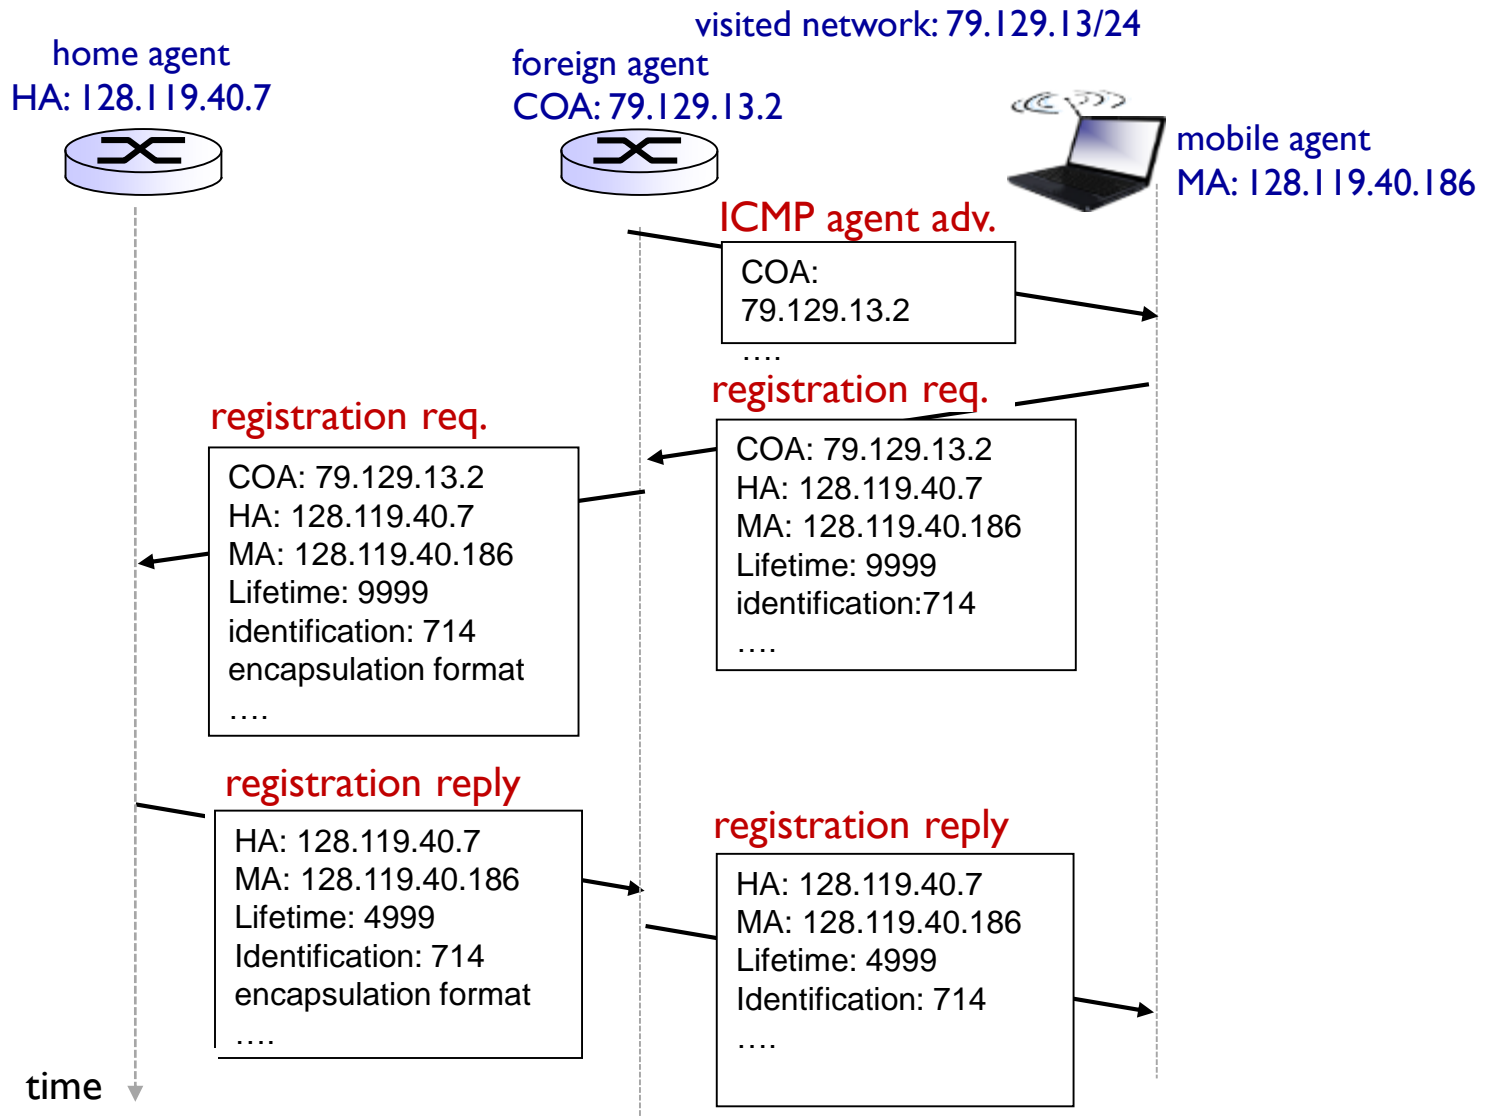 visited network: 79.129.13/24
home agent
HA: 128.119.40.7
foreign agent
COA: 79.129.13.2
mobile agent
MA: 128.119.40.186
ICMP agent adv.
COA:
79.129.13.2
….
registration req.
COA: 79.129.13.2
HA: 128.119.40.7
MA: 128.119.40.186
Lifetime: 9999
identification:714
….
registration req.
COA: 79.129.13.2
HA: 128.119.40.7
MA: 128.119.40.186
Lifetime: 9999
identification: 714
encapsulation format
….
registration reply
HA: 128.119.40.7
MA: 128.119.40.186
Lifetime: 4999
Identification: 714
encapsulation format
….
registration reply
HA: 128.119.40.7
MA: 128.119.40.186
Lifetime: 4999
Identification: 714
….
time